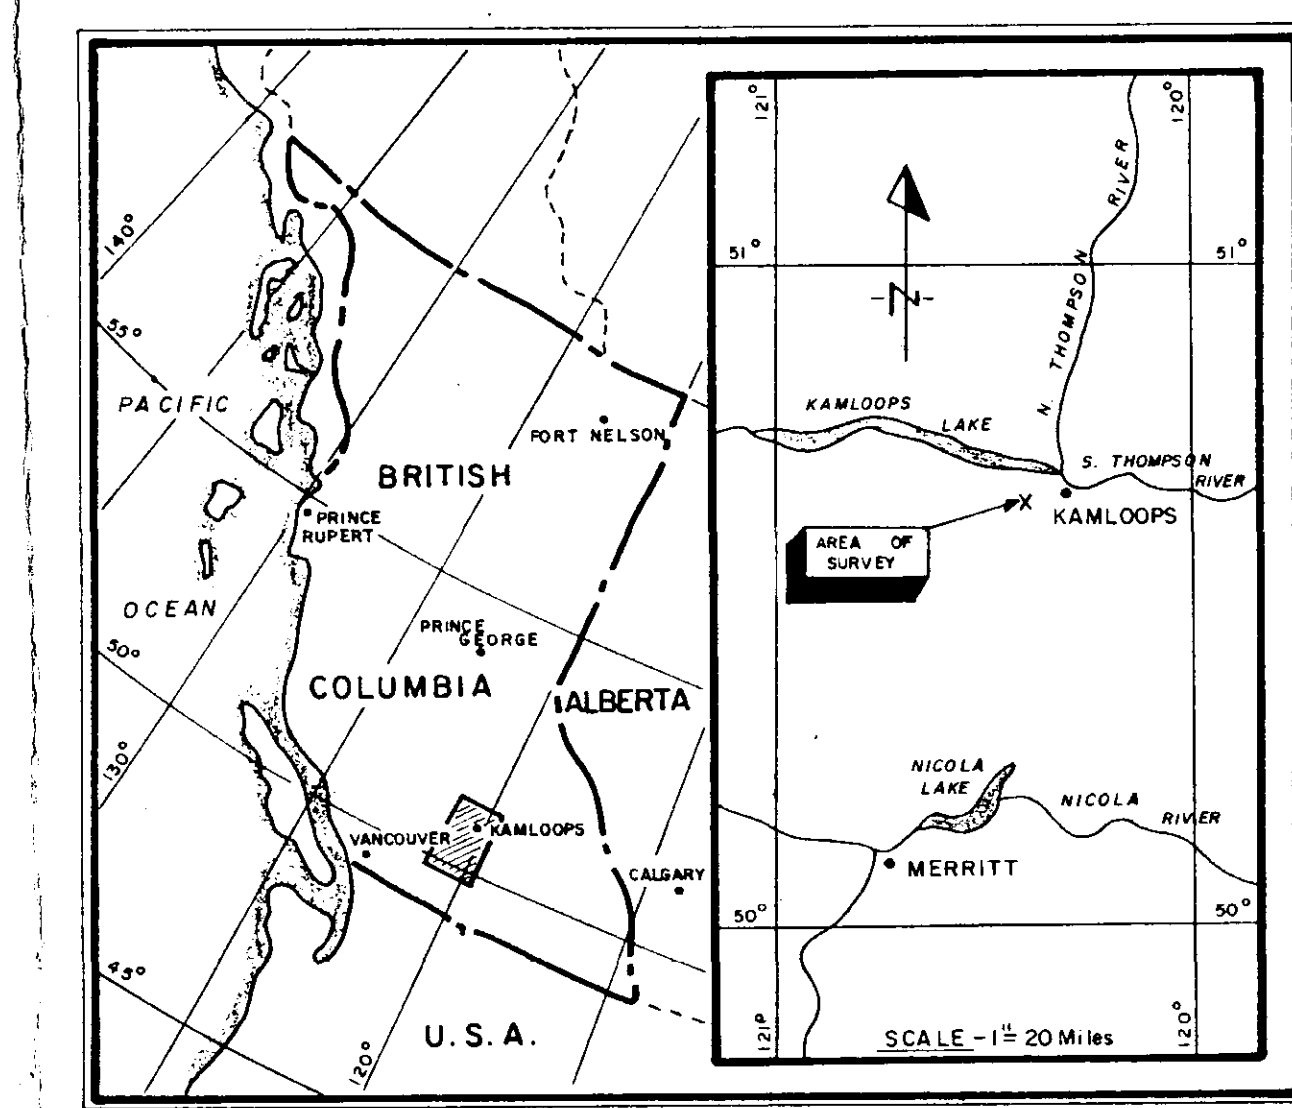 140°
55°
PACIFIC
OCEAN
50°
130°
45°
120°
BRITISH
COLUMBIA
FORT NELSON
PRINCE
RUPERT
PRINCE
GEORGE
ALBERTA
VANCOUVER
KAMLOOPS
CALGARY
U.S.A.
121°
120°
51°
51°
N
N THOMPSON RIVER
KAMLOOPS LAKE
S. THOMPSON
RIVER
KAMLOOPS
X
AREA OF
SURVEY
NICOLA
LAKE
NICOLA RIVER
MERRITT
50°
50°
121°
120°
SCALE - 1" = 20 Miles